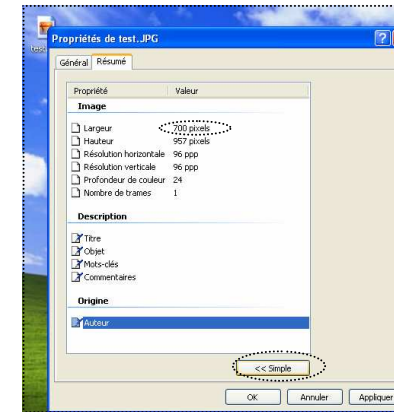 Propriétés de test.JPG
?
Général Résumé
Propriété Valeur
Image
Largeur 700 pixels
Hauteur 957 pixels
Résolution horizontale 96 ppp
Résolution verticale 96 ppp
Profondeur de couleur 24
Nombre de trames 1
Description
Titre
Objet
Mots-clés
Commentaires
Origine
Auteur
<< Simple
OK Annuler Appliquer